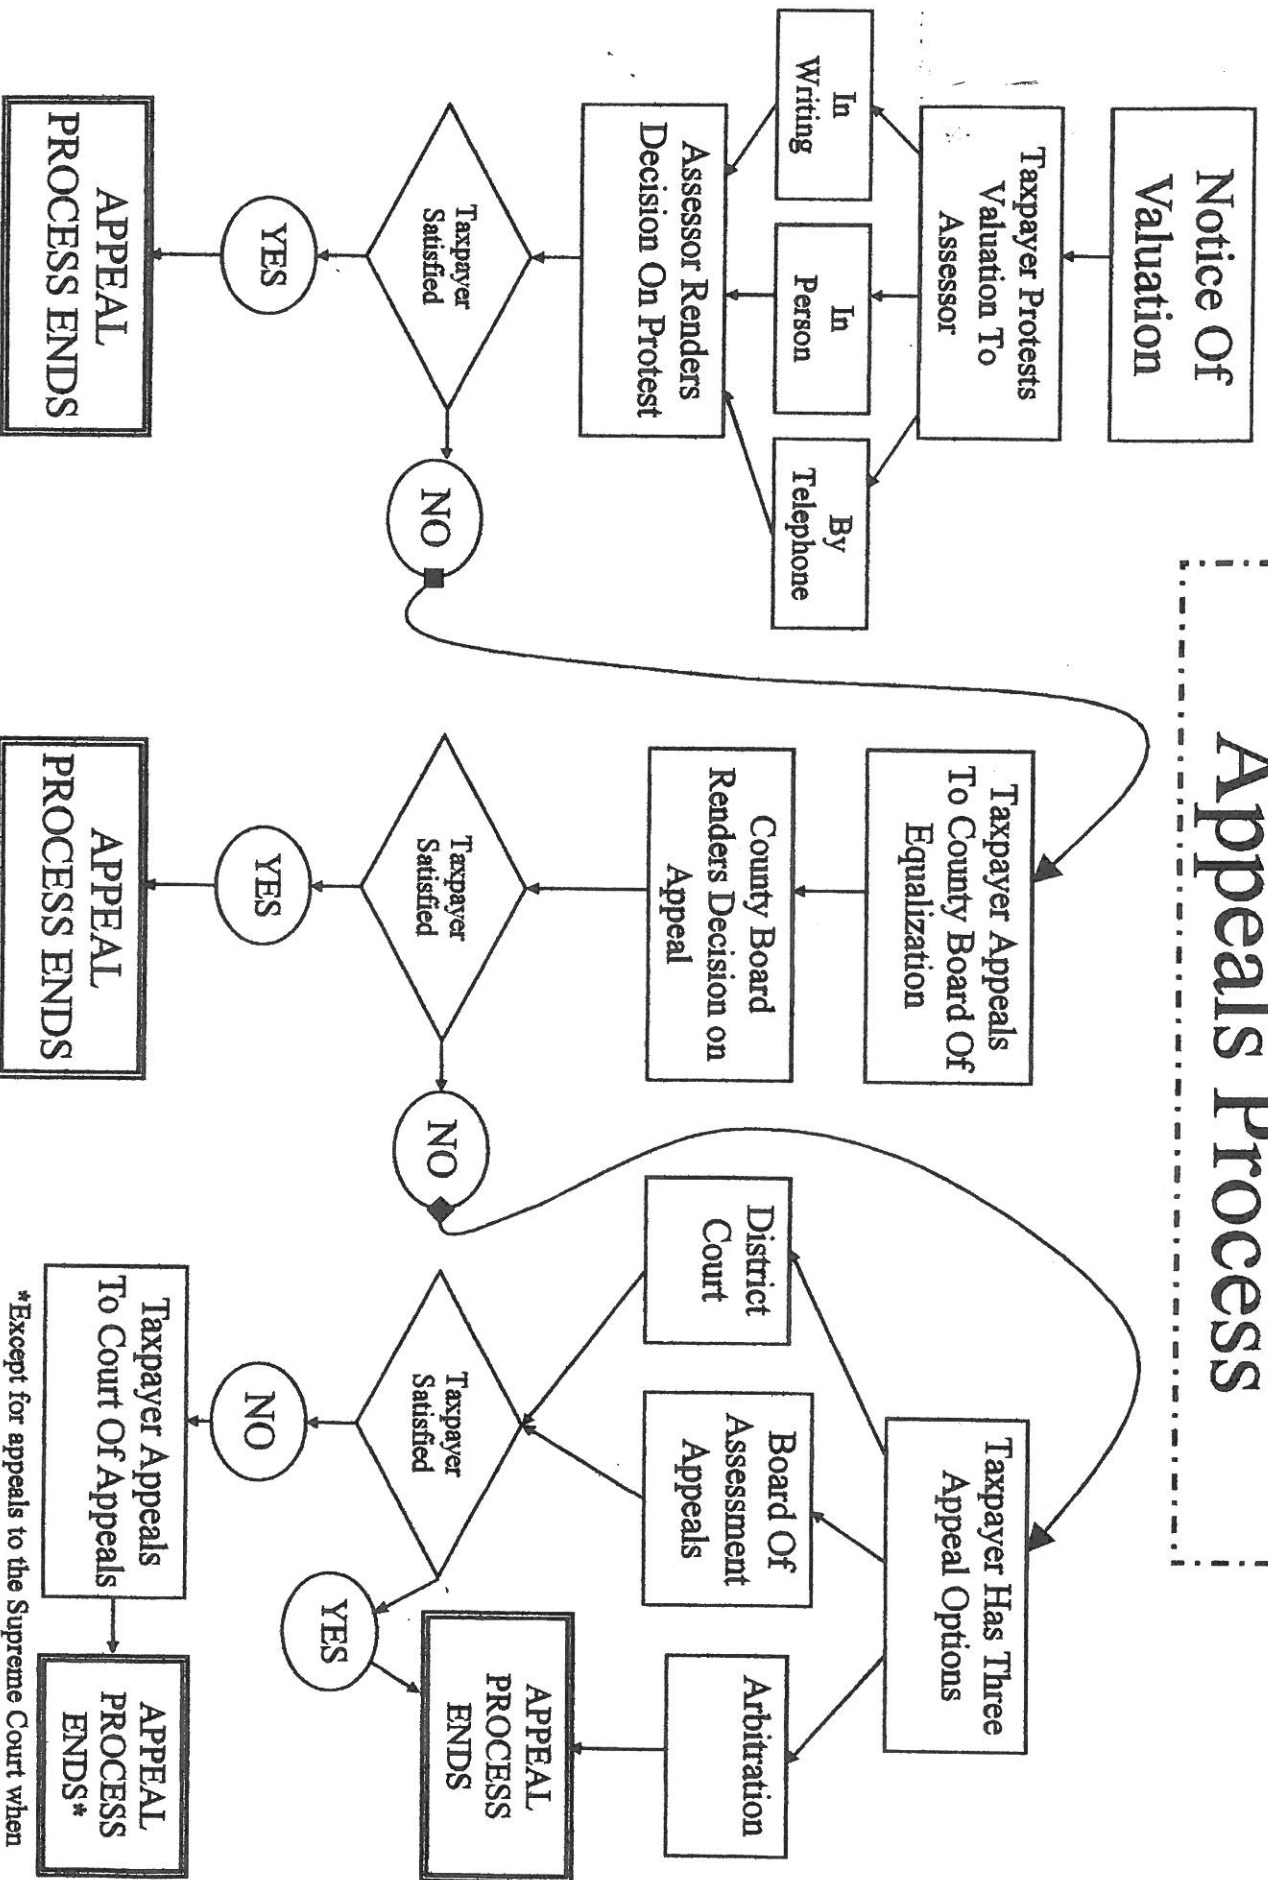 Appeals Process
Notice Of
Valuation
Taxpayer Protests
Valuation To
Assessor
In
Writing
In
Person
By
Telephone
Assessor Renders
Decision On Protest
Taxpayer
Satisfied
YES
NO
APPEAL
PROCESS ENDS
Taxpayer Appeals
To County Board Of
Equalization
County Board
Renders Decision on
Appeal
Taxpayer
Satisfied
YES
NO
APPEAL
PROCESS ENDS
Taxpayer Has Three
Appeal Options
District
Court
Board Of
Assessment
Appeals
Arbitration
Taxpayer
Satisfied
YES
APPEAL
PROCESS
ENDS
NO
Taxpayer Appeals
To Court Of Appeals
APPEAL
PROCESS
ENDS*
*Except for appeals to the Supreme Court when